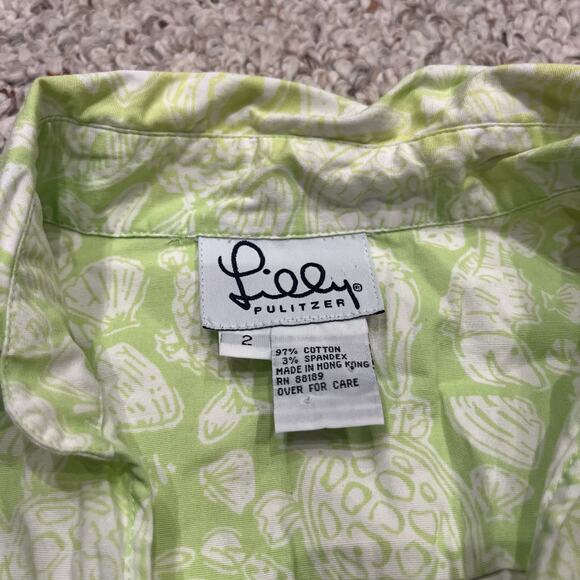 Lilly®
PULITZER
2
97% COTTON
3% SPANDEX
MADE IN HONG KONG
RN 88189
OVER FOR CARE